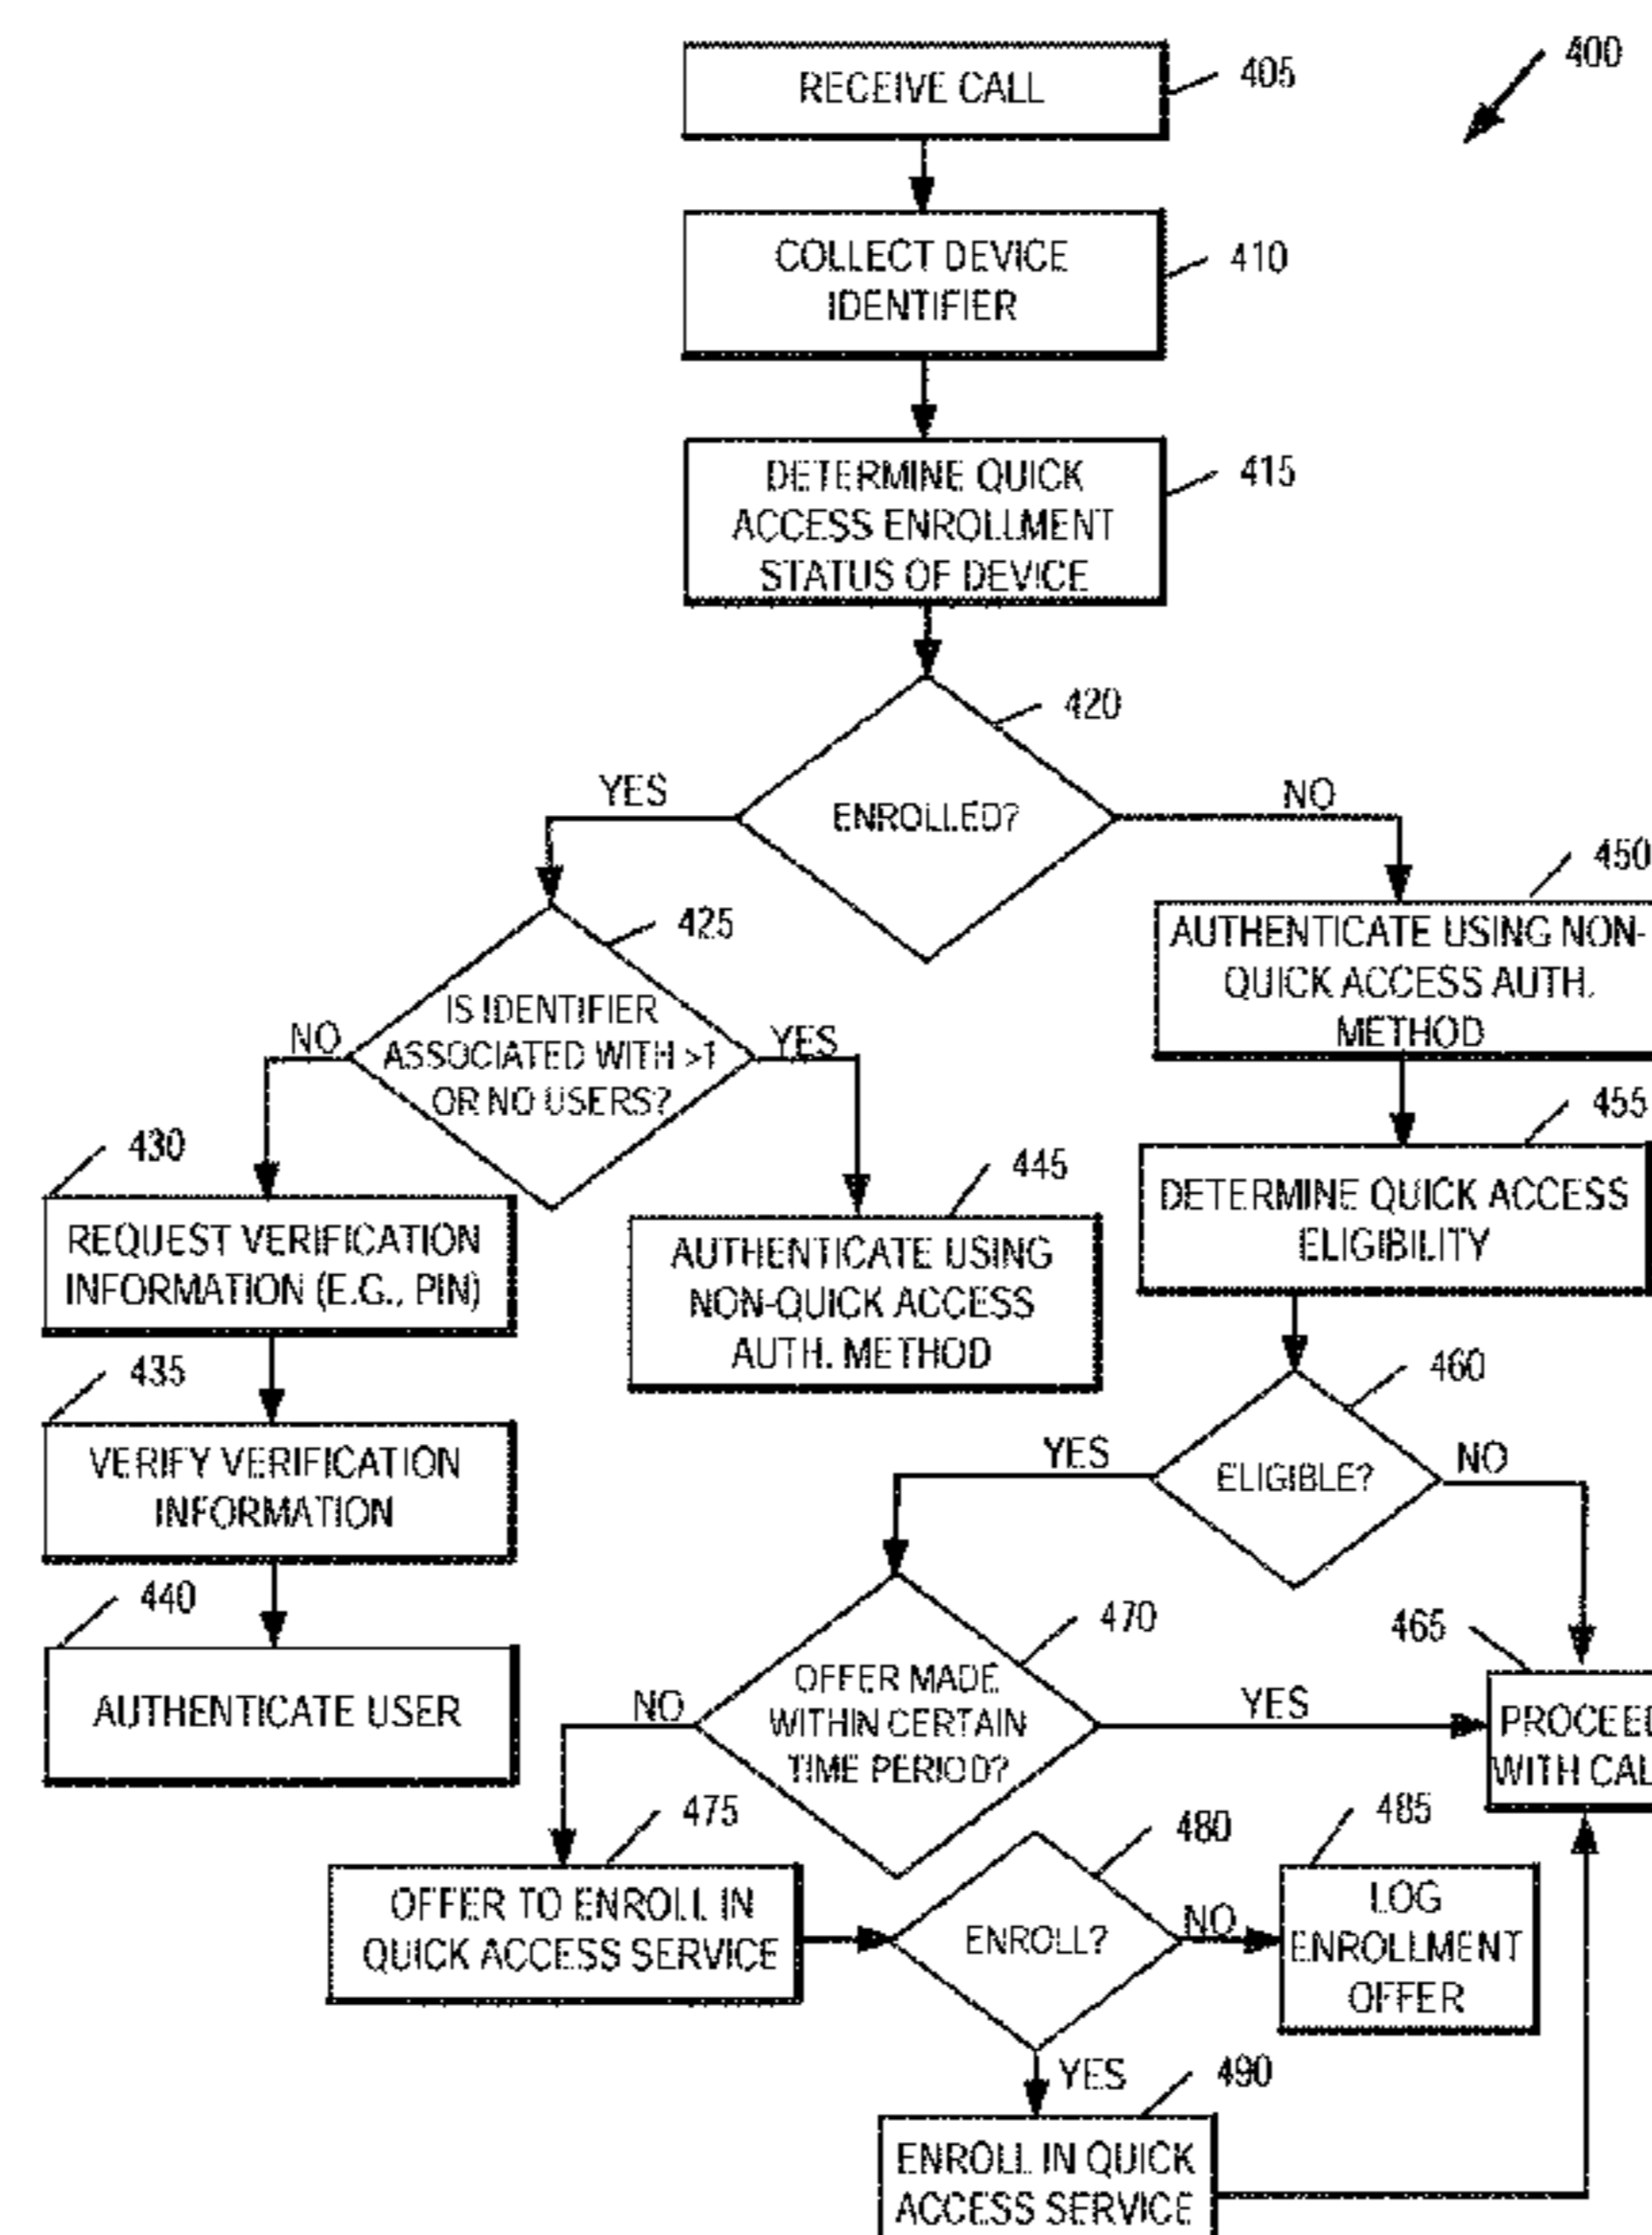 400
RECEIVE CALL
405
COLLECT DEVICE
IDENTIFIER
410
DETERMINE QUICK
ACCESS ENROLLMENT
STATUS OF DEVICE
415
420
ENROLLED?
YES
NO
425
IS IDENTIFIER
ASSOCIATED WITH >1
OR NO USERS?
NO
YES
450
AUTHENTICATE USING NON-
QUICK ACCESS AUTH.
METHOD
430
REQUEST VERIFICATION
INFORMATION (E.G., PIN)
445
AUTHENTICATE USING
NON-QUICK ACCESS
AUTH. METHOD
455
DETERMINE QUICK ACCESS
ELIGIBILITY
435
VERIFY VERIFICATION
INFORMATION
460
ELIGIBLE?
YES
NO
440
AUTHENTICATE USER
470
OFFER MADE
WITHIN CERTAIN
TIME PERIOD?
NO
YES
465
PROCEED
WITH CAL
475
OFFER TO ENROLL IN
QUICK ACCESS SERVICE
480
ENROLL?
NO
YES
485
LOG
ENROLLMENT
OFFER
490
ENROLL IN QUICK
ACCESS SERVICE